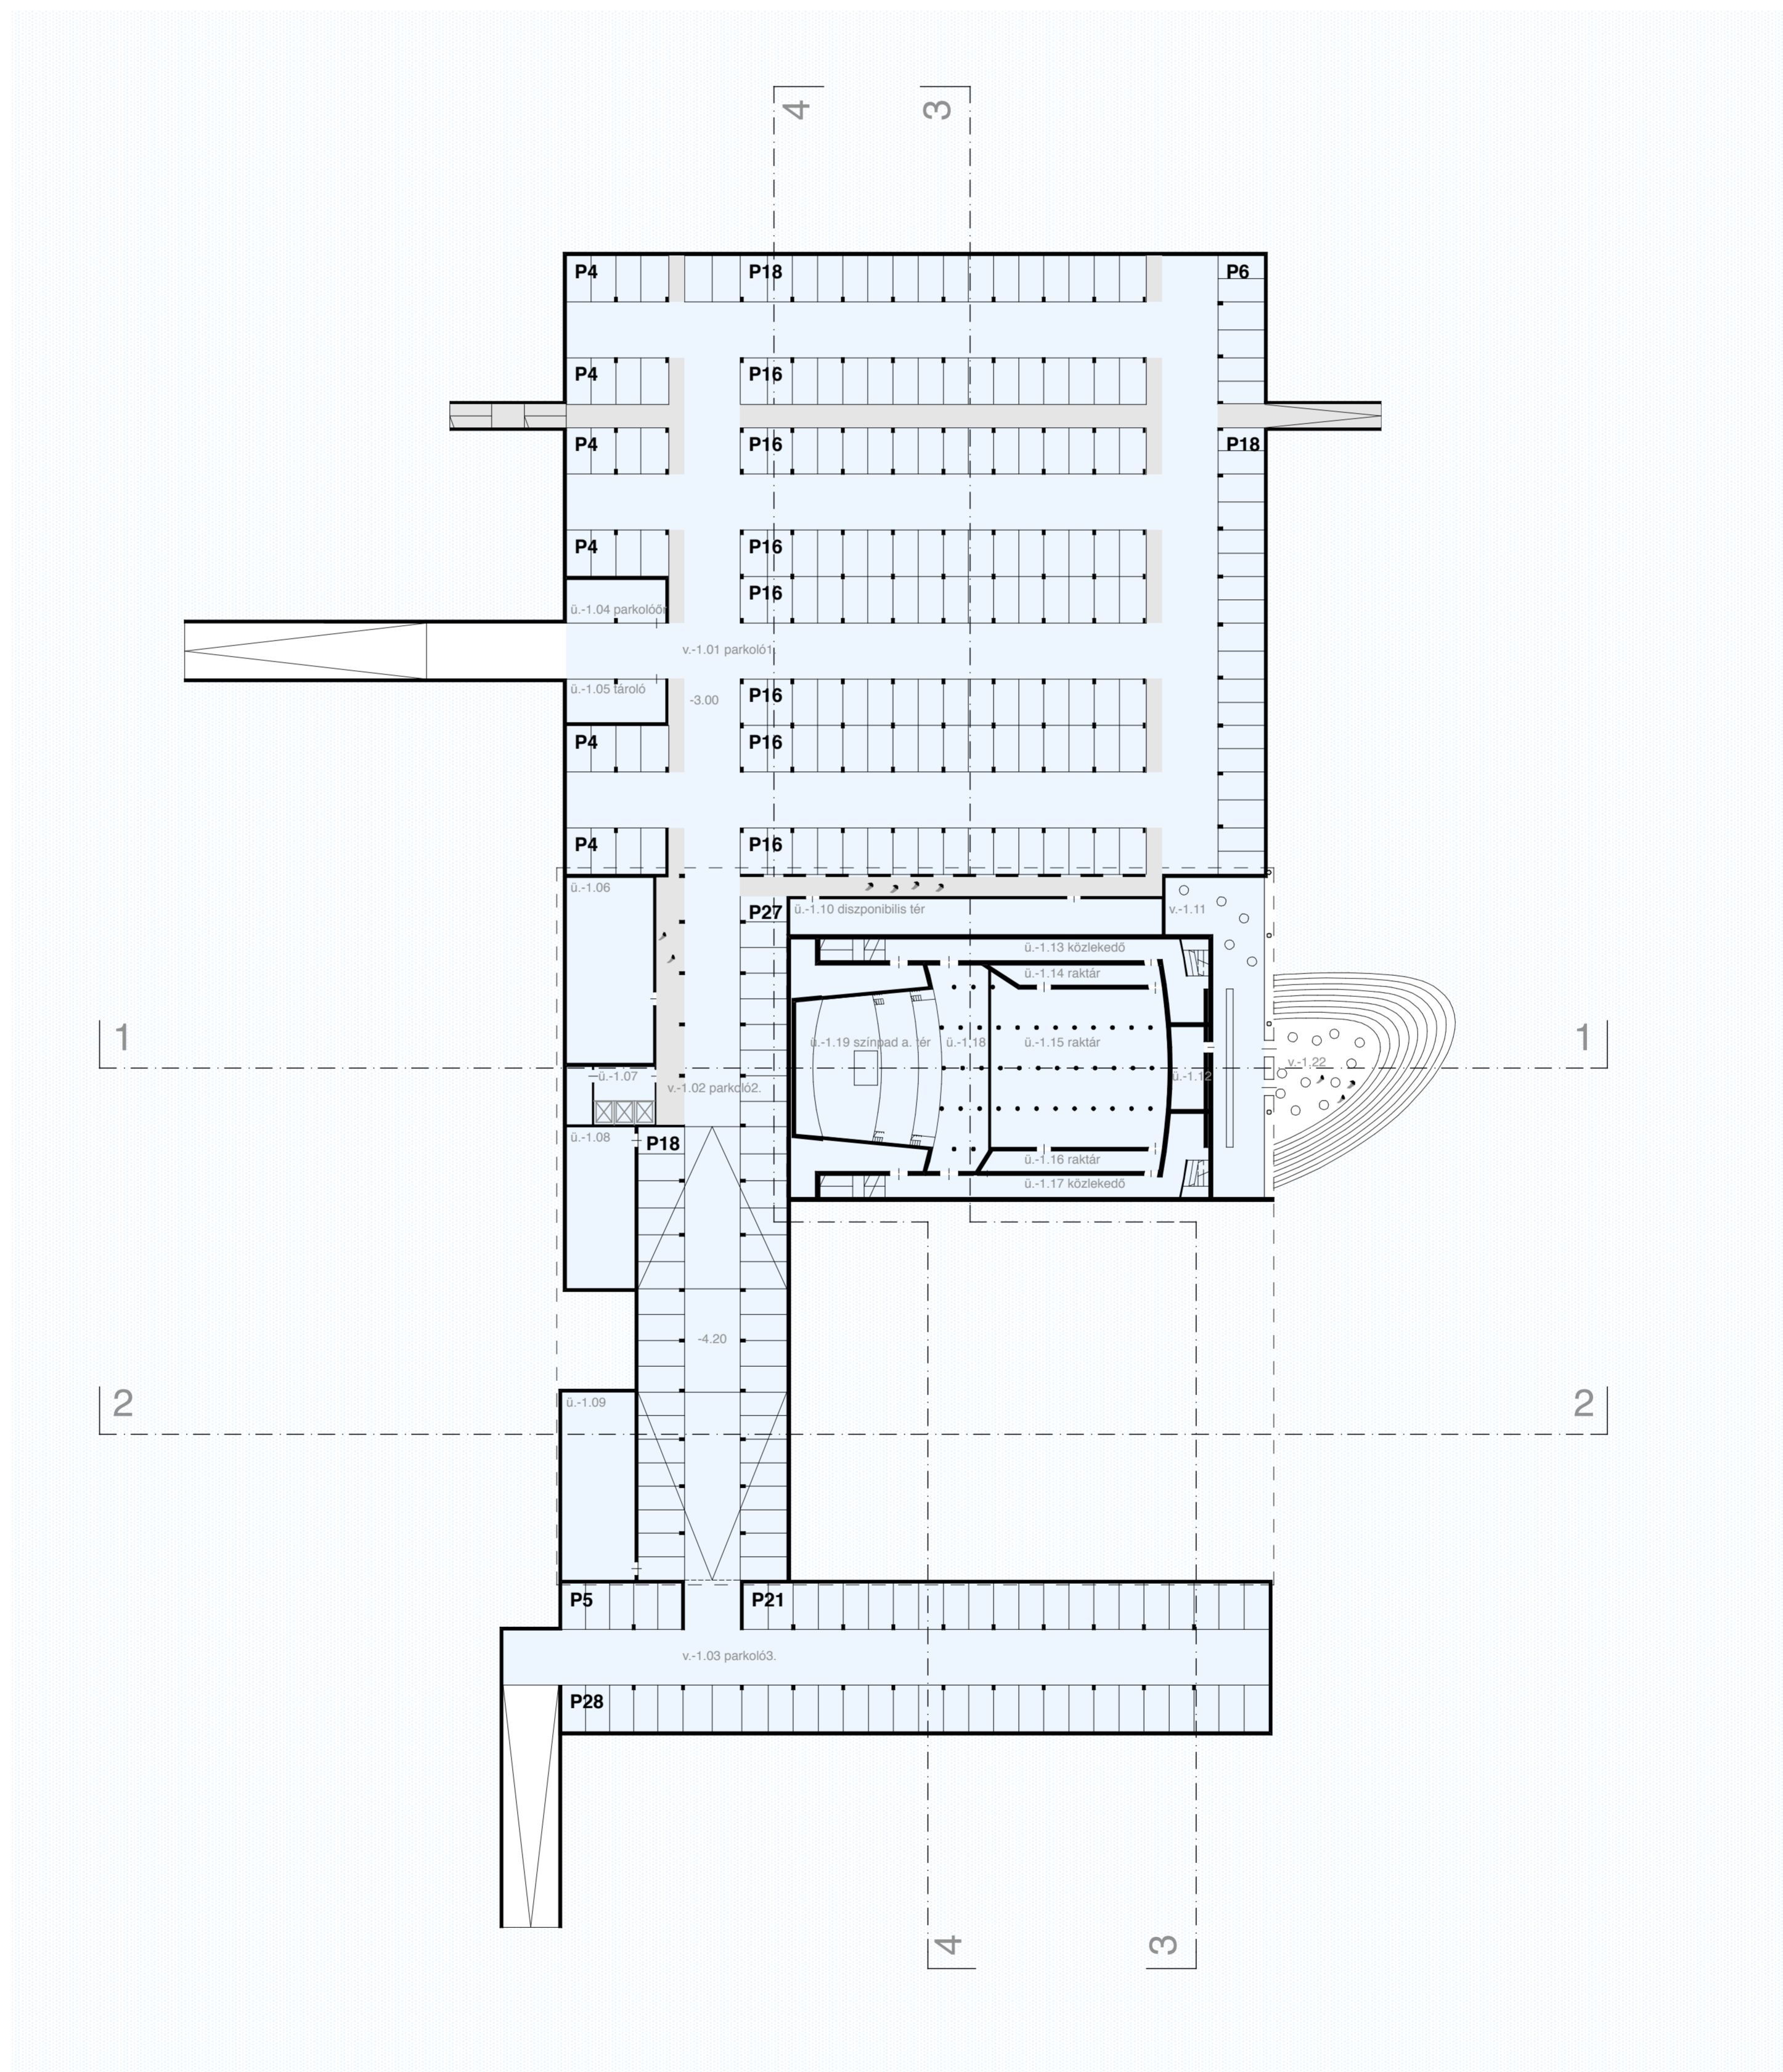 4 3
P4 P18 P6
P4 P16
P4 P16 P18
P4 P16
P16
ü.-1.04 parkolóőr
v.-1.01 parkoló1.
ü.-1.05 tároló P16
-3.00
P4 P16
P4 P16
ü.-1.06
P27 ü.-1.10 diszponibilis tér v.-1.11
ü.-1.13 közlekedő
ü.-1.14 raktár
1 1
ü.-1.19 színpad a. tér ü.-1.18 ü.-1.15 raktár
v.-1.22
ü.-1.07 ü.-1.12
v.-1.02 parkoló2.
ü.-1.08 P18
ü.-1.16 raktár
ü.-1.17 közlekedő
-4.20
2 ü.-1.09 2
P5 P21
v.-1.03 parkoló3.
P28
4 3